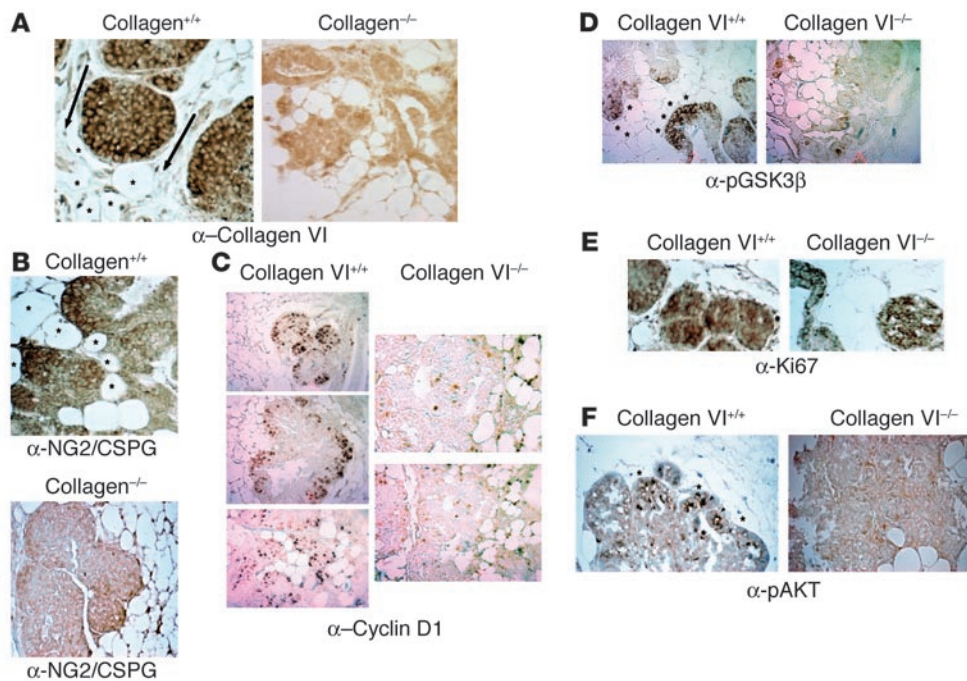 A
Collagen+/+
Collagen−/−
α–Collagen VI
B
Collagen+/+
α-NG2/CSPG
Collagen−/−
α-NG2/CSPG
C
Collagen VI+/+
Collagen VI−/−
α–Cyclin D1
D
Collagen VI+/+
Collagen VI−/−
α-pGSK3β
E
Collagen VI+/+
Collagen VI−/−
α-Ki67
F
Collagen VI+/+
Collagen VI−/−
α-pAKT